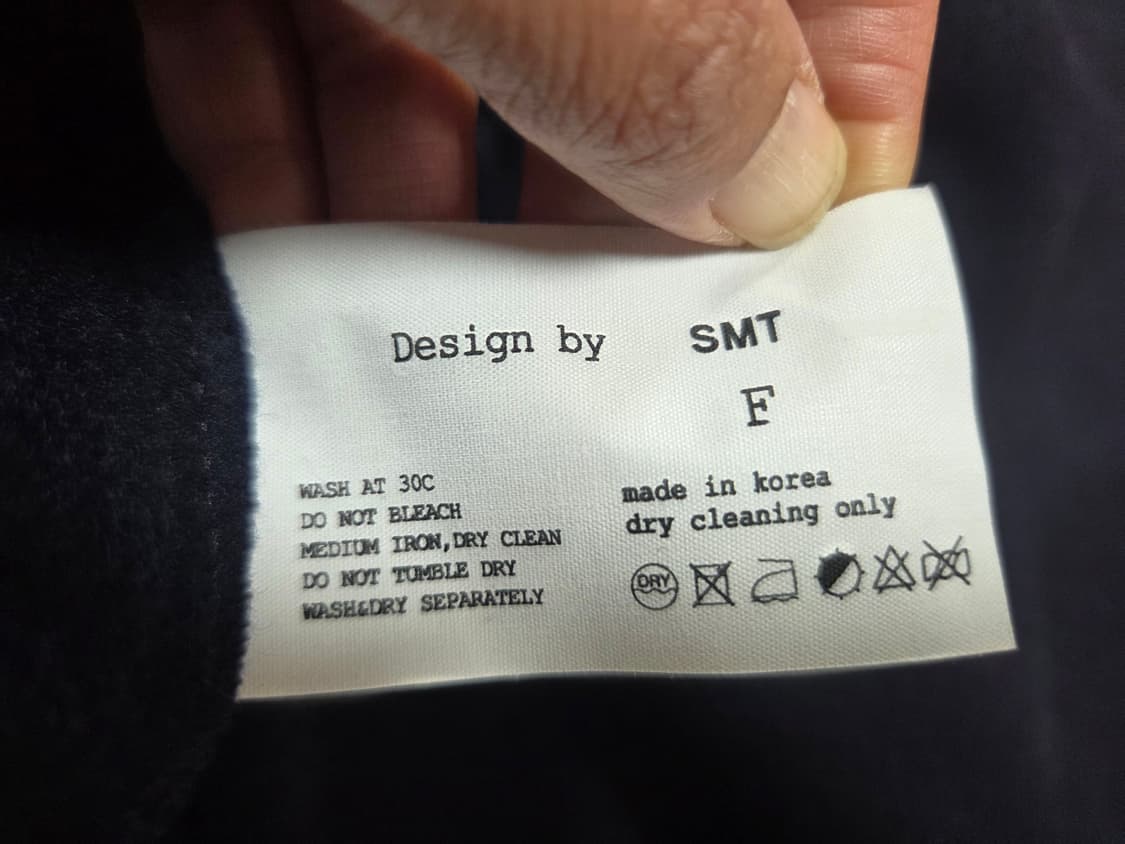 Design by SMT
F
WASH AT 30C
DO NOT BLEACH
MEDIUM IRON,DRY CLEAN
DO NOT TUMBLE DRY
WASH&DRY SEPARATELY
made in korea
dry cleaning only
DRY